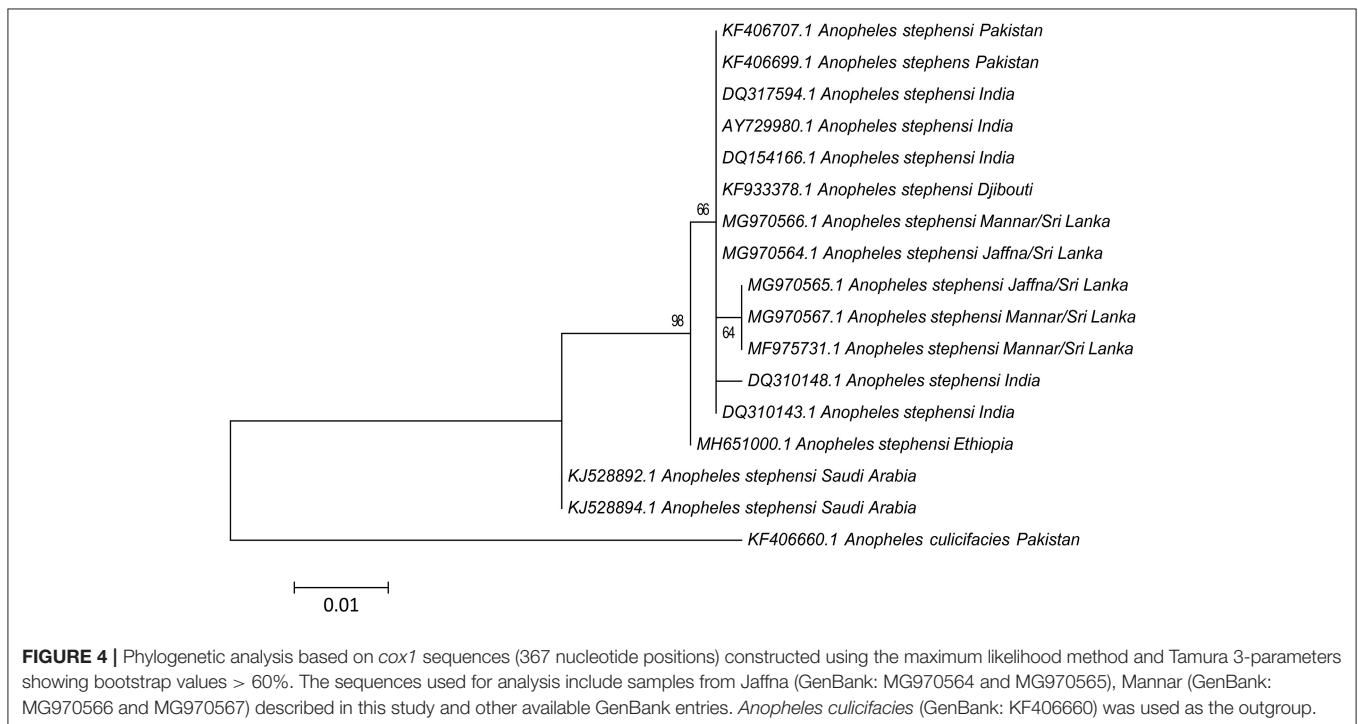 KF406707.1 Anopheles stephensi Pakistan
KF406699.1 Anopheles stephens Pakistan
DQ317594.1 Anopheles stephensi India
AY729980.1 Anopheles stephensi India
DQ154166.1 Anopheles stephensi India
KF933378.1 Anopheles stephensi Djibouti
66
MG970566.1 Anopheles stephensi Mannar/Sri Lanka
MG970564.1 Anopheles stephensi Jaffna/Sri Lanka
MG970565.1 Anopheles stephensi Jaffna/Sri Lanka
98
MG970567.1 Anopheles stephensi Mannar/Sri Lanka
64
MF975731.1 Anopheles stephensi Mannar/Sri Lanka
DQ310148.1 Anopheles stephensi India
DQ310143.1 Anopheles stephensi India
MH651000.1 Anopheles stephensi Ethiopia
KJ528892.1 Anopheles stephensi Saudi Arabia
KJ528894.1 Anopheles stephensi Saudi Arabia
KF406660.1 Anopheles culicifacies Pakistan
0.01
FIGURE 4 | Phylogenetic analysis based on cox1 sequences (367 nucleotide positions) constructed using the maximum likelihood method and Tamura 3-parameters
showing bootstrap values > 60%. The sequences used for analysis include samples from Jaffna (GenBank: MG970564 and MG970565), Mannar (GenBank:
MG970566 and MG970567) described in this study and other available GenBank entries. Anopheles culicifacies (GenBank: KF406660) was used as the outgroup.